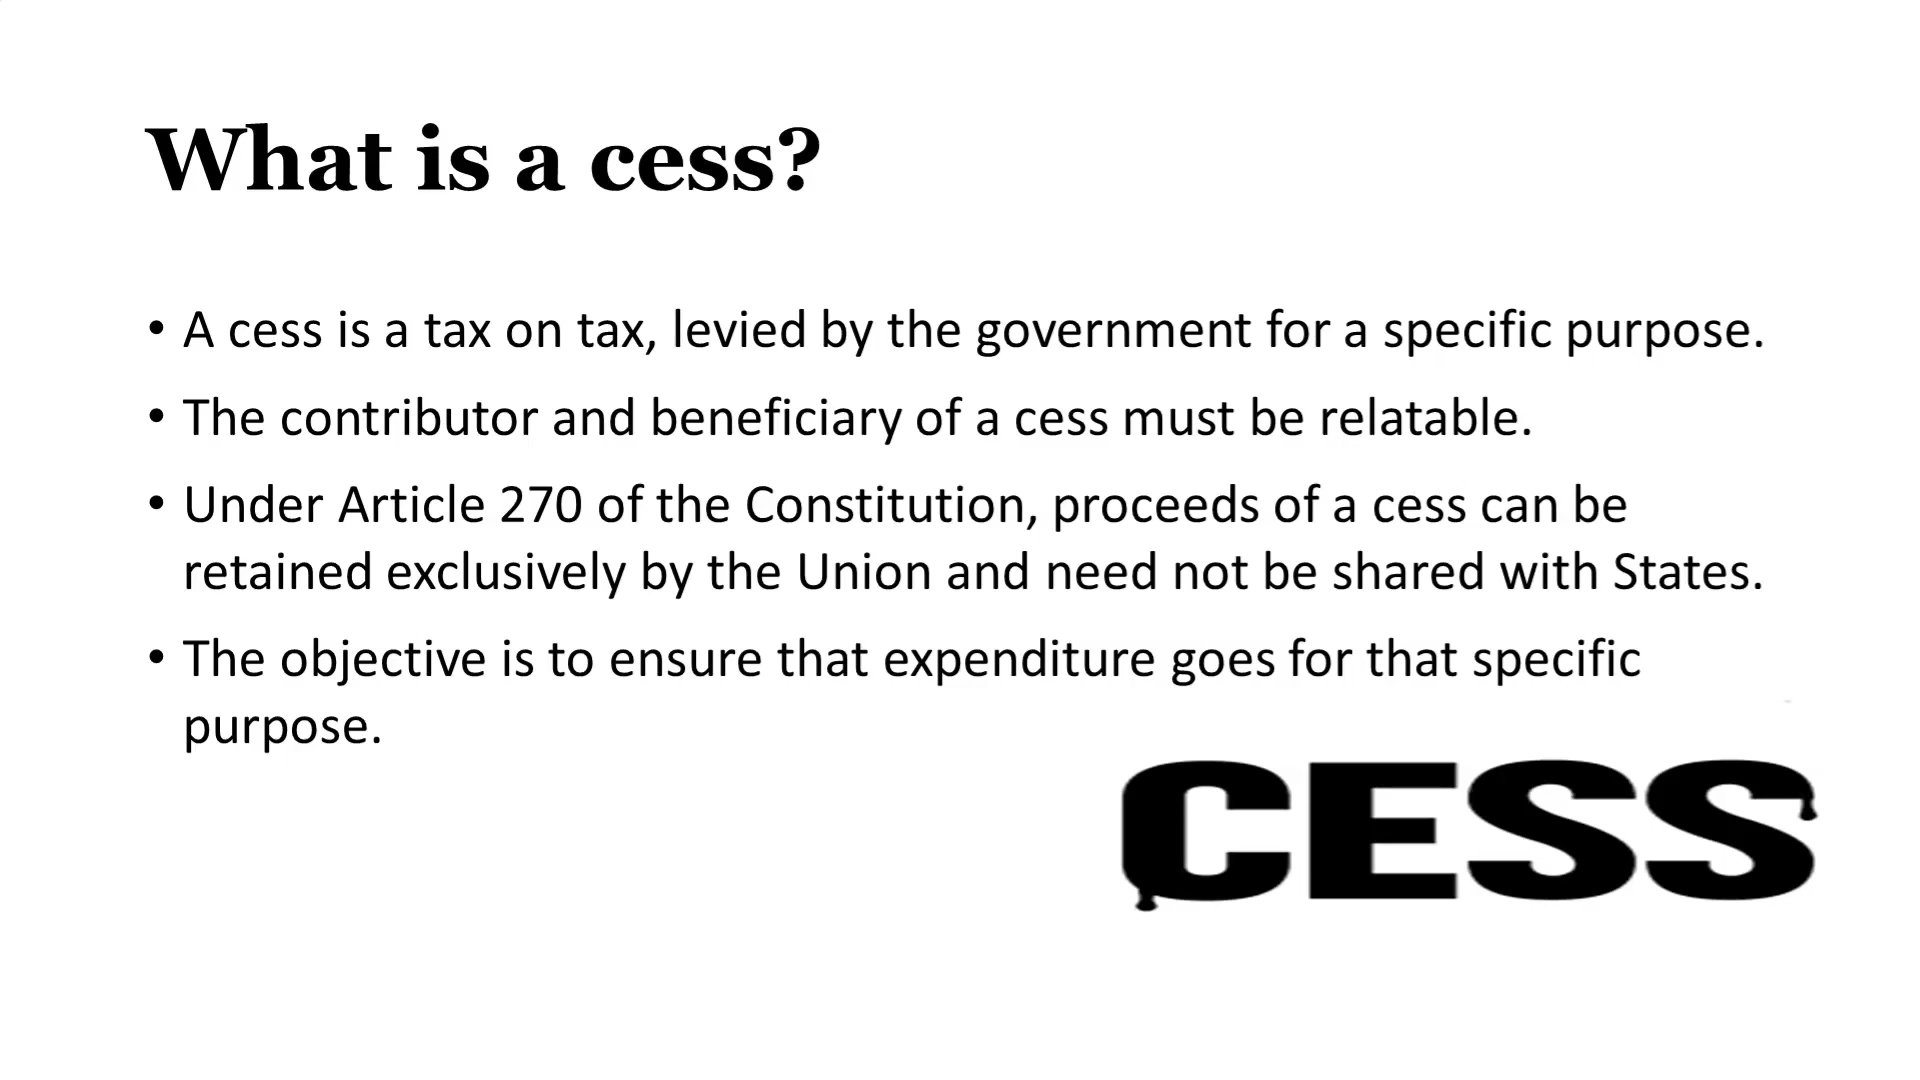 What is a cess?
• A cess is a tax on tax, levied by the government for a specific purpose.
• The contributor and beneficiary of a cess must be relatable.
• Under Article 270 of the Constitution, proceeds of a cess can be
retained exclusively by the Union and need not be shared with States.
• The objective is to ensure that expenditure goes for that specific
purpose.
CESS